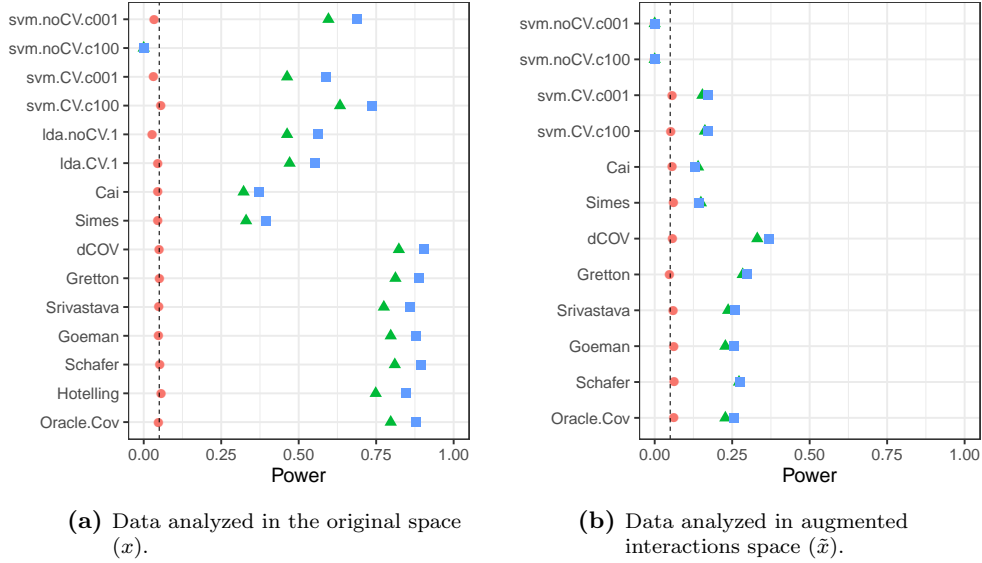 svm.noCV.c001
svm.noCV.c100
svm.CV.c001
svm.CV.c100
lda.noCV.1
lda.CV.1
Cai
Simes
dCOV
Gretton
Srivastava
Goeman
Schafer
Hotelling
Oracle.Cov
0.00 0.25 0.50 0.75 1.00
Power
(a) Data analyzed in the original space
(x).
svm.noCV.c001
svm.noCV.c100
svm.CV.c001
svm.CV.c100
Cai
Simes
dCOV
Gretton
Srivastava
Goeman
Schafer
Oracle.Cov
0.00 0.25 0.50 0.75 1.00
Power
(b) Data analyzed in augmented
interactions space (x̃).